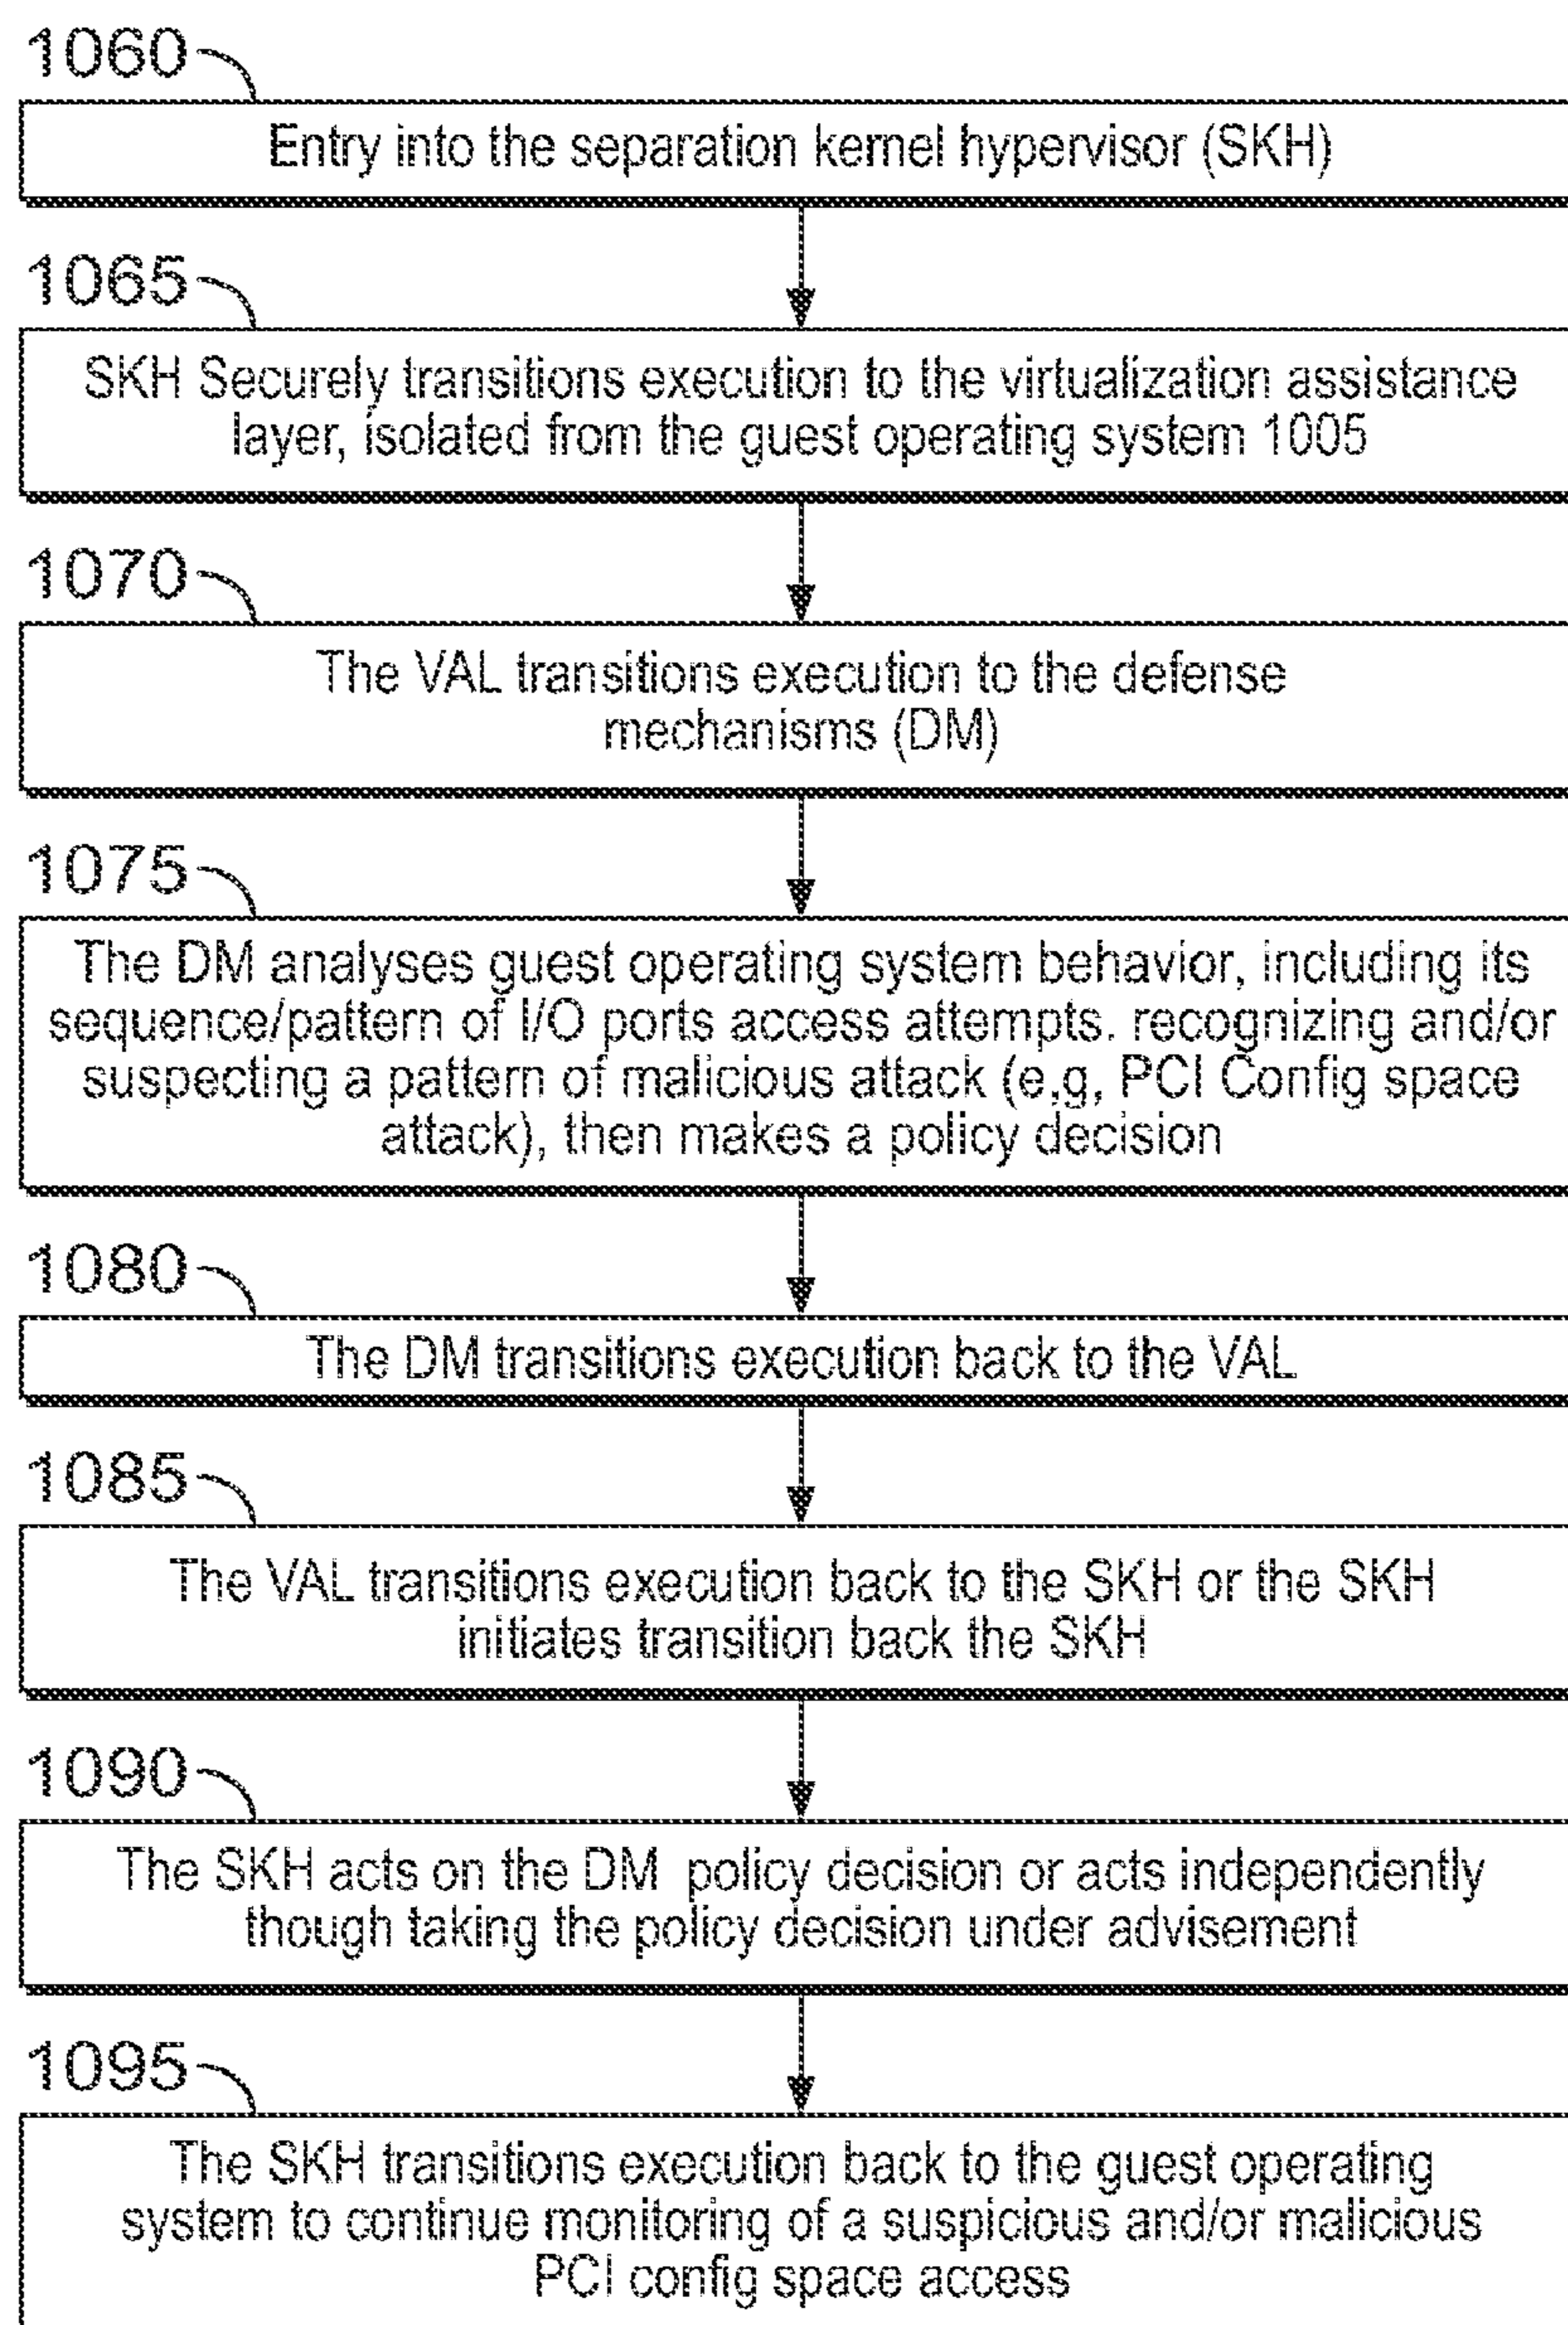 1060
Entry into the separation kernel hypervisor (SKH)
1065
SKH Securely transitions execution to the virtualization assistance
layer, isolated from the guest operating system 1005
1070
The VAL transitions execution to the defense
mechanisms (DM)
1075
The DM analyses guest operating system behavior, including its
sequence/pattern of I/O ports access attempts. recognizing and/or
suspecting a pattern of malicious attack (e,g, PCI Config space
attack), then makes a policy decision
1080
The DM transitions execution back to the VAL
1085
The VAL transitions execution back to the SKH or the SKH
initiates transition back the SKH
1090
The SKH acts on the DM policy decision or acts independently
though taking the policy decision under advisement
1095
The SKH transitions execution back to the guest operating
system to continue monitoring of a suspicious and/or malicious
PCI config space access